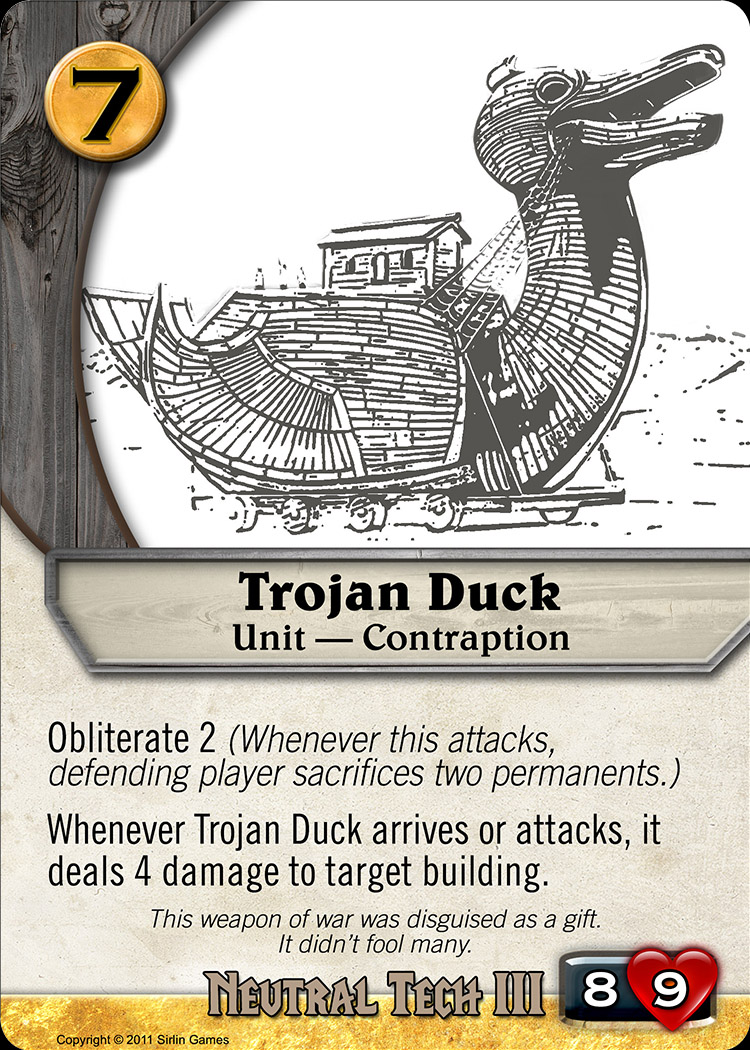 7
Trojan Duck
Unit — Contraption
Obliterate 2 (Whenever this attacks,
defending player sacrifices two permanents.)
Whenever Trojan Duck arrives or attacks, it
deals 4 damage to target building.
This weapon of war was disguised as a gift.
It didn't fool many.
Neutral Tech III
8 9
Copyright © 2011 Sirlin Games